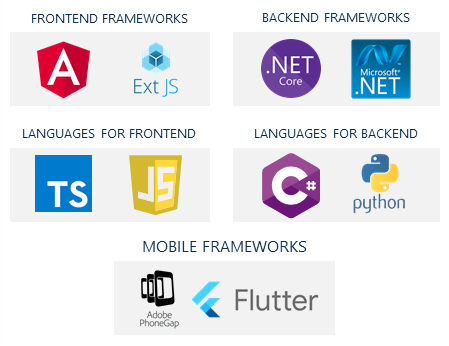 FRONTEND FRAMEWORKS
BACKEND FRAMEWORKS
A
Ext JS
.NET
Core
Microsoft®
.NET
LANGUAGES FOR FRONTEND
LANGUAGES FOR BACKEND
TS
JS
C#
python
MOBILE FRAMEWORKS
Adobe
PhoneGap
Flutter